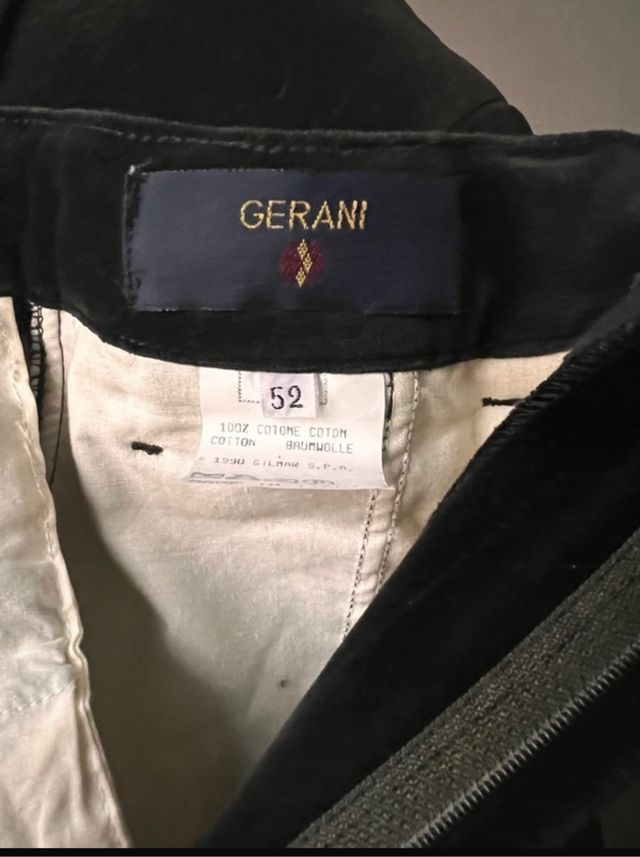 GERANI
52
100% COTONE COTON
COTTON BAUMWOLLE
© 1990 GILMAR S.P.A.